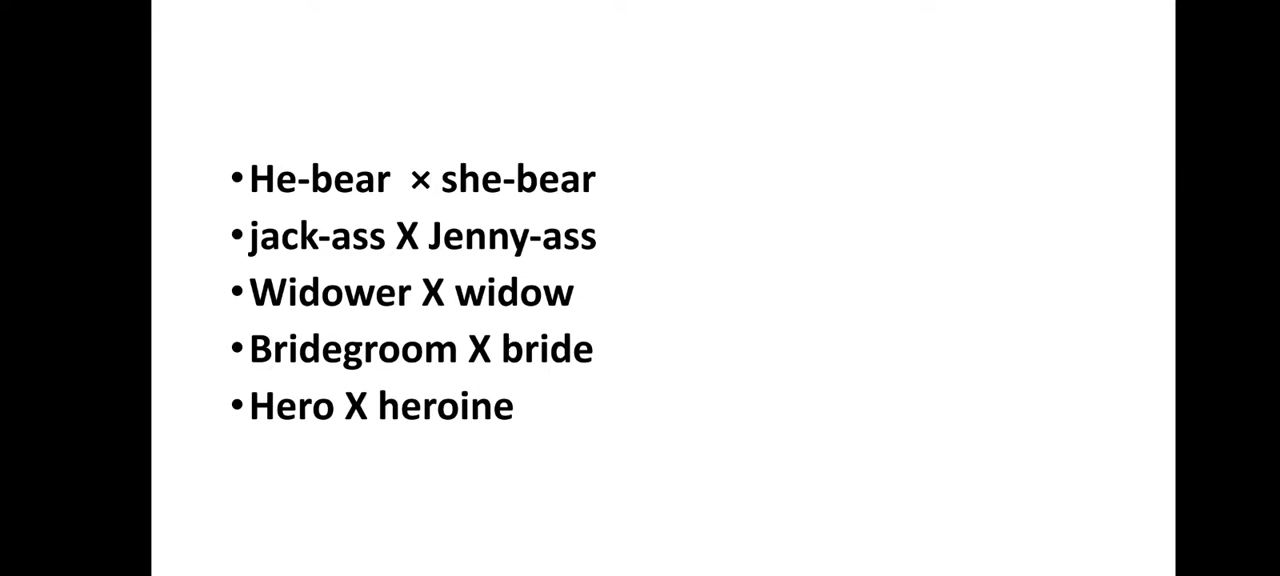 •He-bear × she-bear
•jack-ass X Jenny-ass
•Widower X widow
•Bridegroom X bride
•Hero X heroine